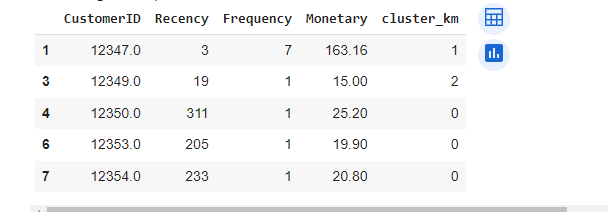 CustomerID Recency Frequency Monetary cluster_km
1 12347.0 3 7 163.16 1
3 12349.0 19 1 15.00 2
4 12350.0 311 1 25.20 0
6 12353.0 205 1 19.90 0
7 12354.0 233 1 20.80 0